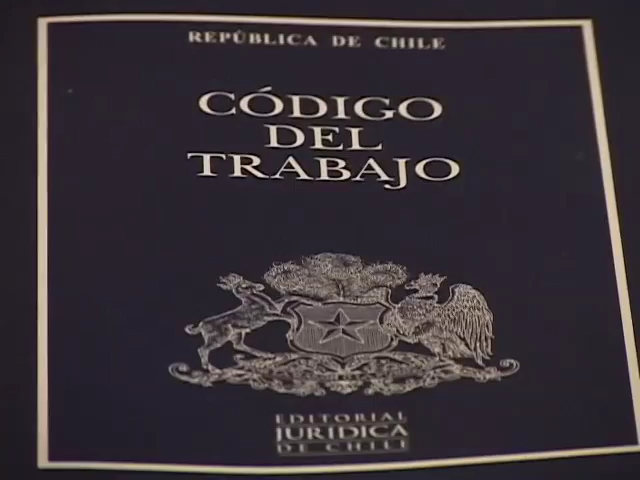 REPÚBLICA DE CHILE
CÓDIGO
DEL
TRABAJO
EDITORIAL
JURIDICA
DE CHILE